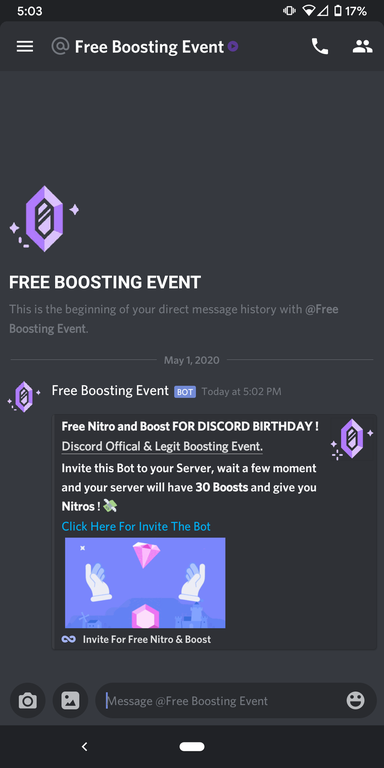 5:03
17%
@ Free Boosting Event
FREE BOOSTING EVENT
This is the beginning of your direct message history with @Free
Boosting Event.
May 1, 2020
Free Boosting Event BOT Today at 5:02 PM
Free Nitro and Boost FOR DISCORD BIRTHDAY !
Discord Offical & Legit Boosting Event.
Invite this Bot to your Server, wait a few moment
and your server will have 30 Boosts and give you
Nitros ! 💸
Click Here For Invite The Bot
Invite For Free Nitro & Boost
Message @Free Boosting Event